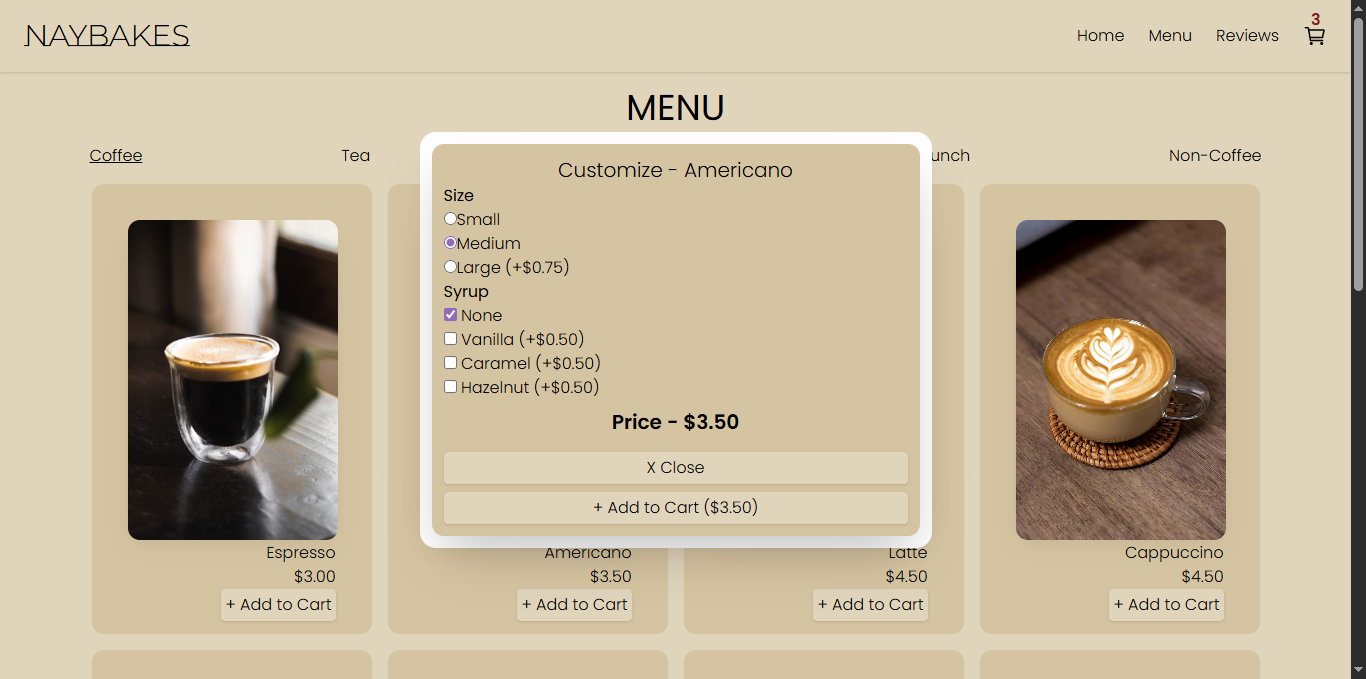 NAYBAKES
Home Menu Reviews 3
MENU
Coffee Tea unch Non-Coffee
Customize - Americano
Size
Small
Medium
Large (+$0.75)
Syrup
None
Vanilla (+$0.50)
Caramel (+$0.50)
Hazelnut (+$0.50)
Price - $3.50
X Close
+ Add to Cart ($3.50)
Espresso
$3.00
+ Add to Cart
Americano
$3.50
+ Add to Cart
Latte
$4.50
+ Add to Cart
Cappuccino
$4.50
+ Add to Cart